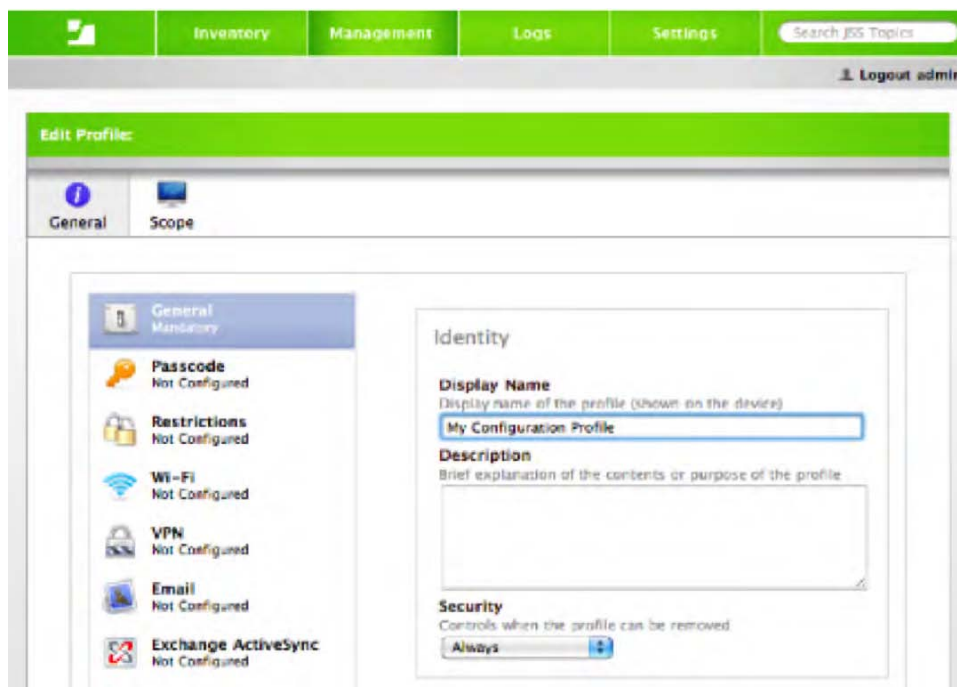 Inventory
Management
Logs
Settings
Search JSS Topics
Logout admin
Edit Profile:
General
Scope
General
Mandatory
Passcode
Not Configured
Restrictions
Not Configured
Wi-Fi
Not Configured
VPN
Not Configured
Email
Not Configured
Exchange ActiveSync
Not Configured
Identity
Display Name
Display name of the profile (shown on the device)
My Configuration Profile
Description
Brief explanation of the contents or purpose of the profile
Security
Controls when the profile can be removed
Always